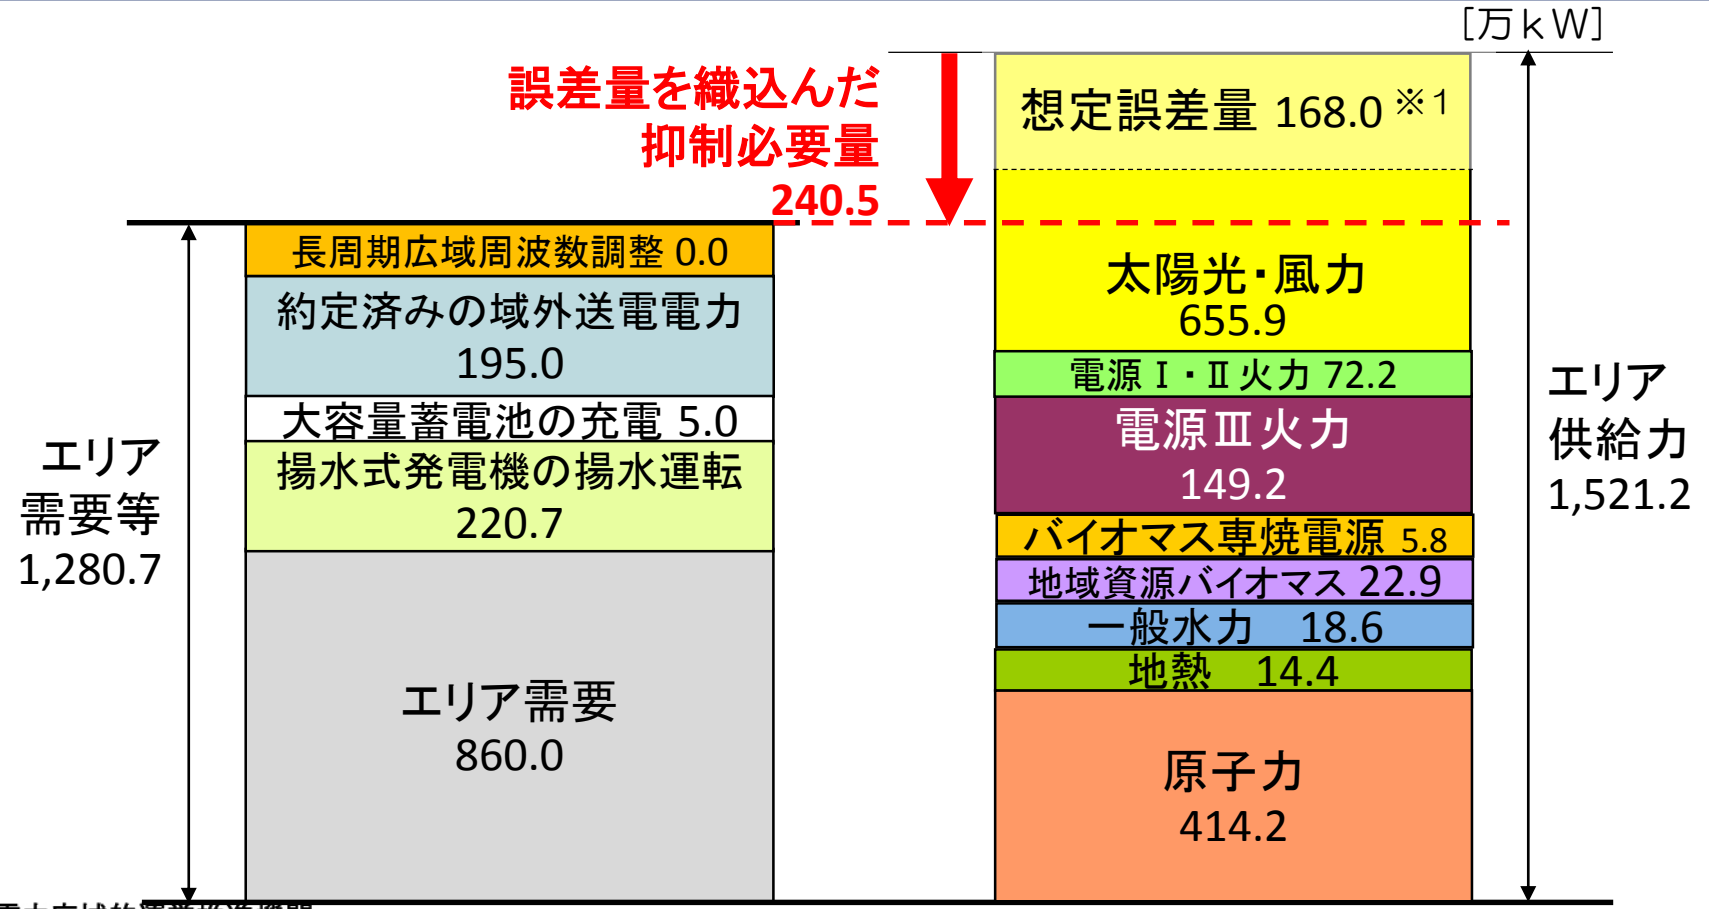 [万kW]
誤差量を織込んだ
抑制必要量
240.5
エリア
需要等
1,280.7
長周期広域周波数調整 0.0
約定済みの域外送電電力
195.0
大容量蓄電池の充電 5.0
揚水式発電機の揚水運転
220.7
エリア需要
860.0
想定誤差量 168.0 ※1
太陽光・風力
655.9
電源Ⅰ・Ⅱ火力 72.2
電源Ⅲ火力
149.2
バイオマス専焼電源 5.8
地域資源バイオマス 22.9
一般水力 18.6
地熱 14.4
原子力
414.2
エリア
供給力
1,521.2